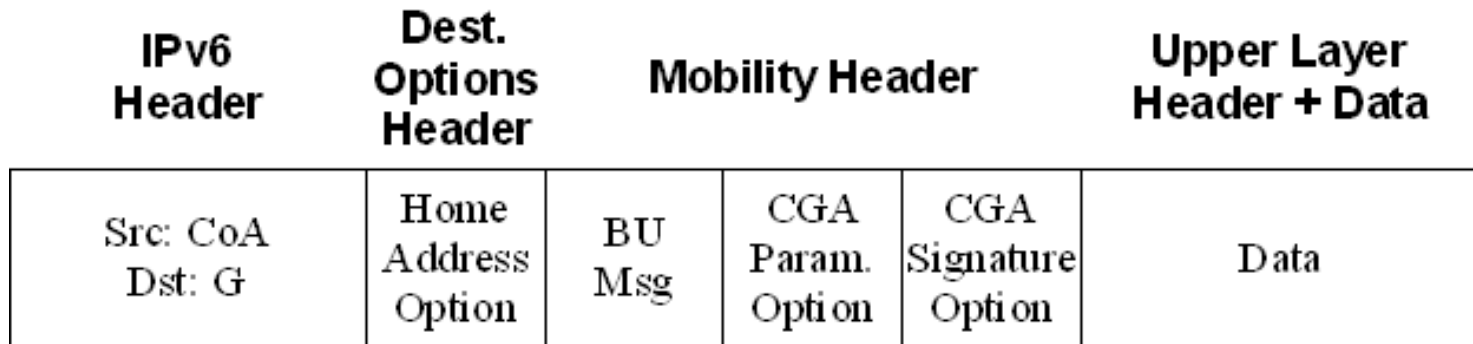 IPv6
Header
Dest.
Options
Header
Mobility Header
Upper Layer
Header + Data
Src: CoA
Dst: G
Home
Address
Option
BU
Msg
CGA
Param.
Option
CGA
Signature
Option
Data